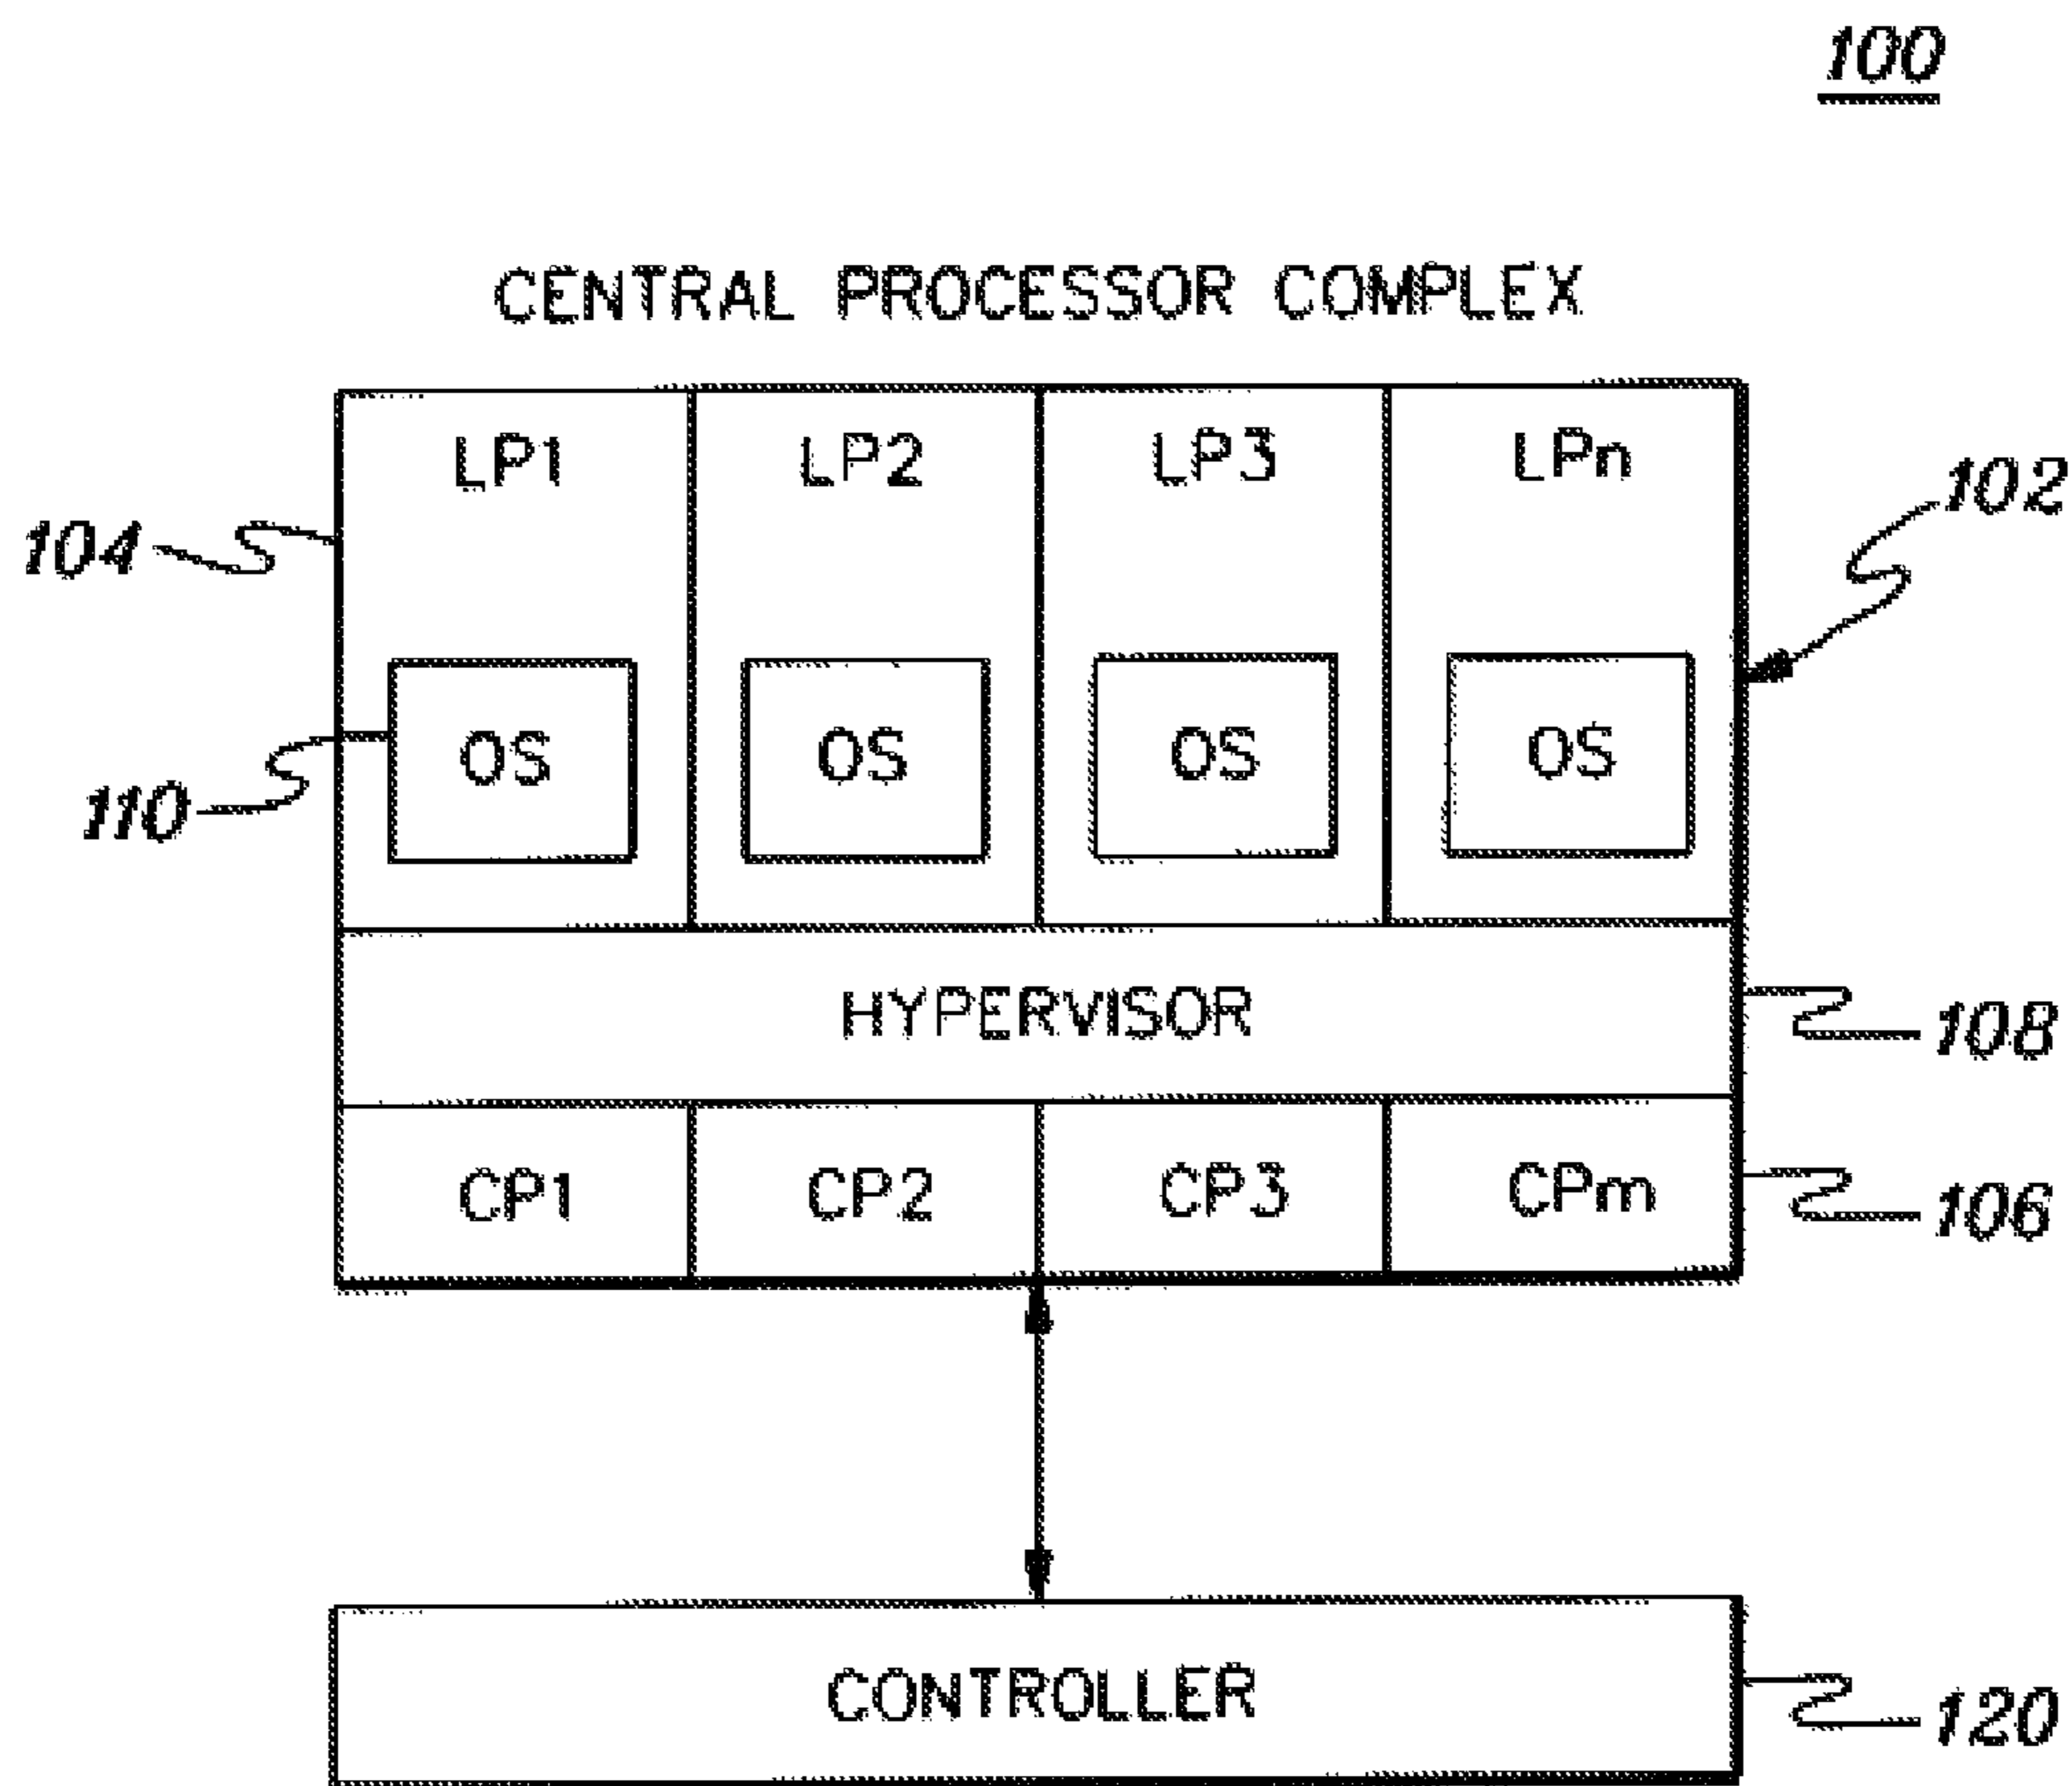 100
CENTRAL PROCESSOR COMPLEX
LP1 LP2 LP3 LPn
102
104
OS OS OS OS
110
HYPERVISOR
108
CP1 CP2 CP3 CPm
106
CONTROLLER
120